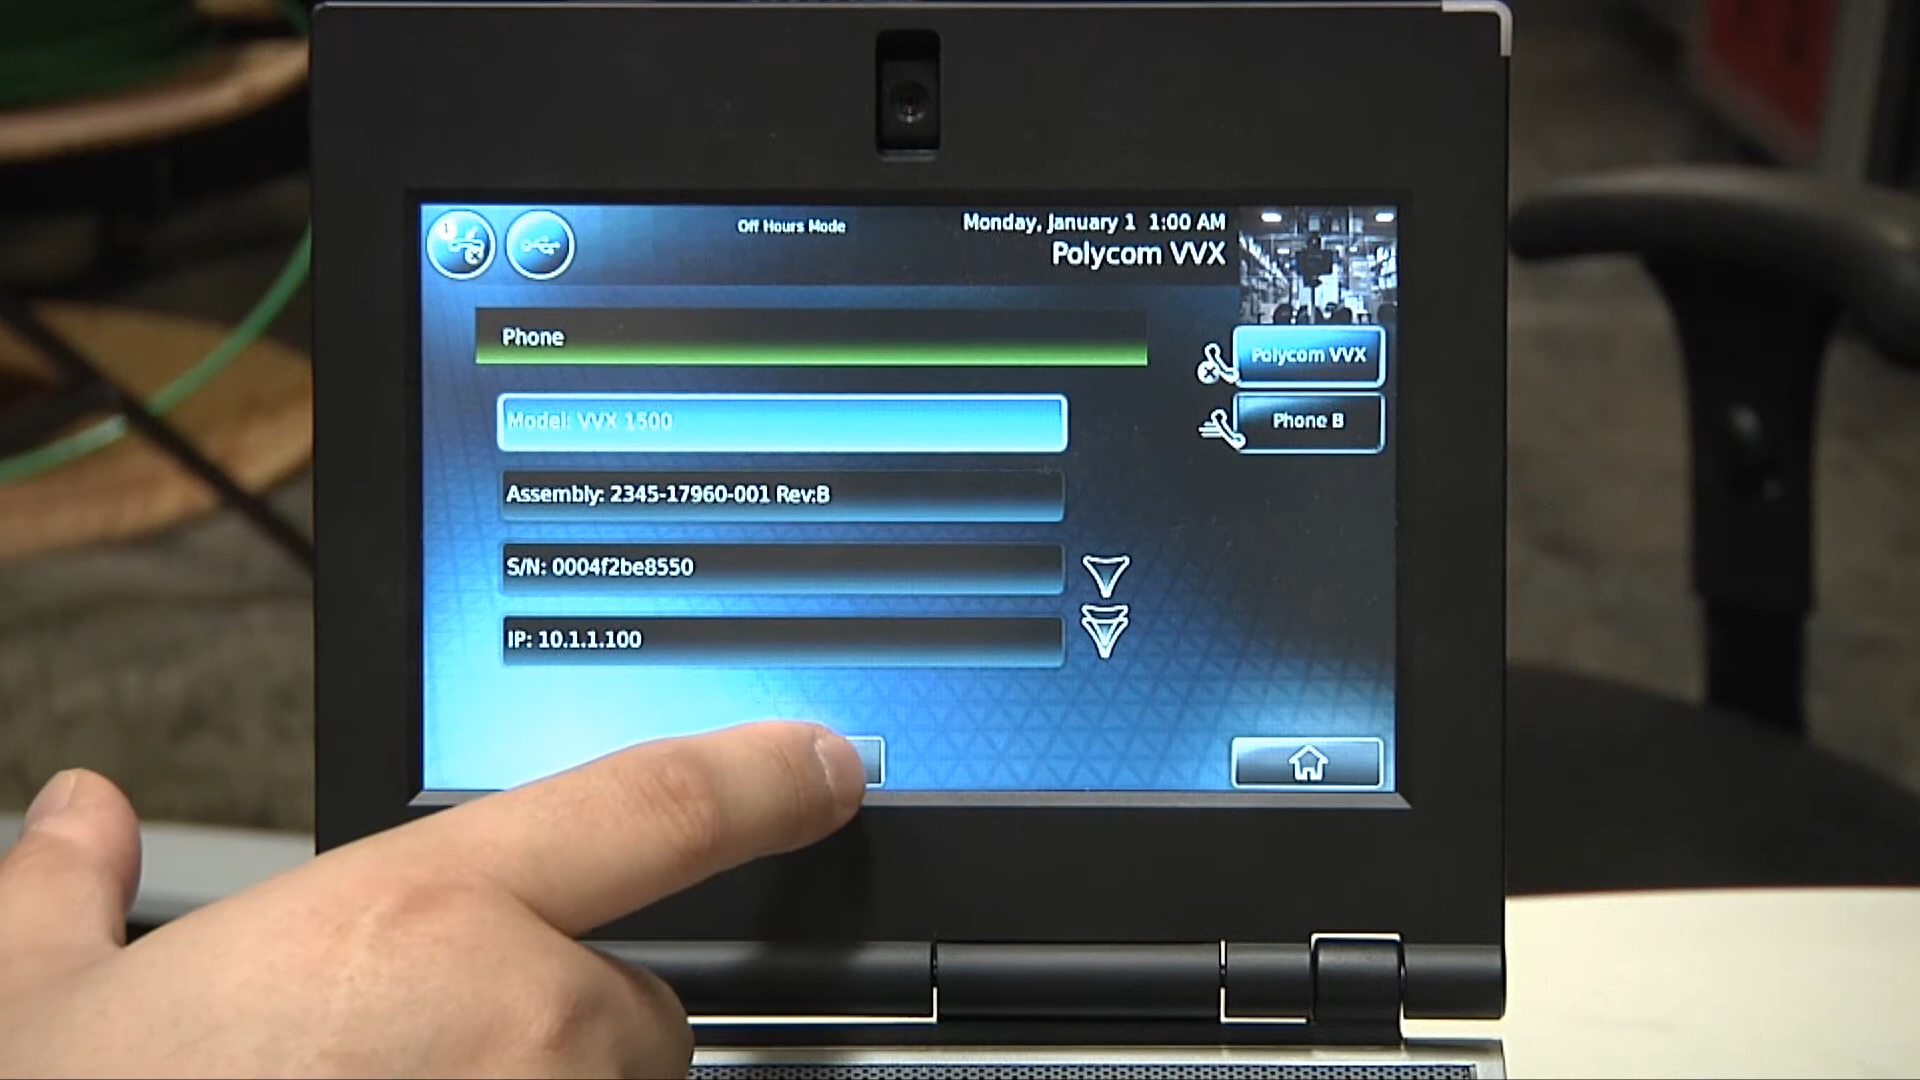 Off Hours Mode
Monday, January 1 1:00 AM
Polycom VVX
1
Phone
Polycom VVX
Model: VVX 1500
Phone B
Assembly: 2345-17960-001 Rev:B
S/N: 0004f2be8550
IP: 10.1.1.100